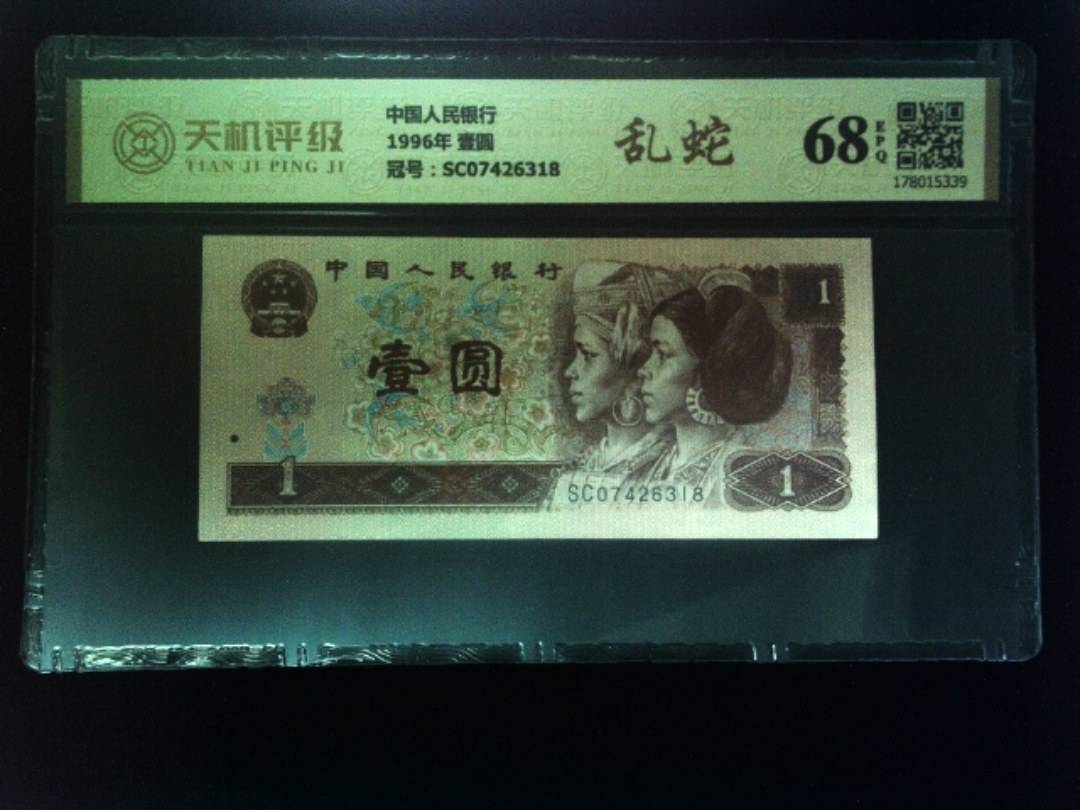 天机评级
TIAN JI PING JI
中国人民银行
1996年 壹圆
冠号：SC07426318
乱蛇
68
EPQ
178015339
中国人民银行
1
壹圆
1
SC07426318
1